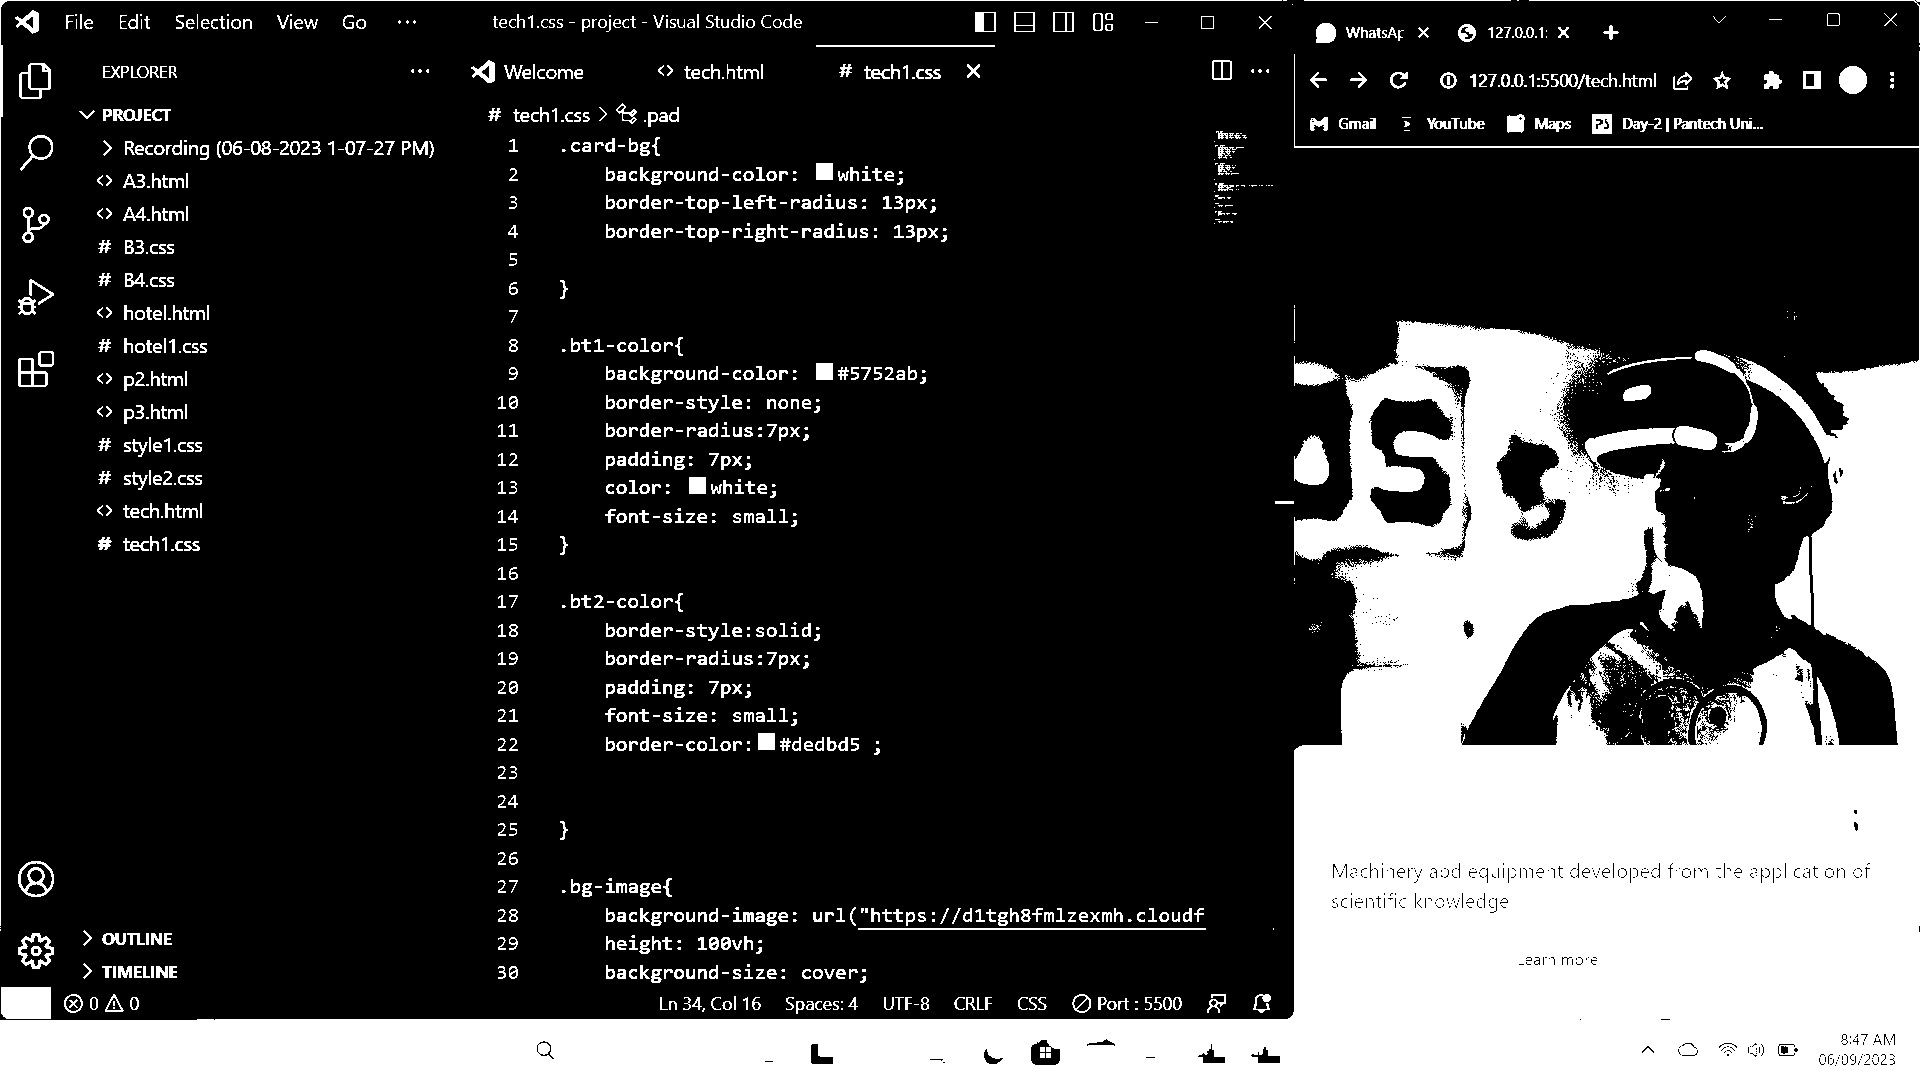 File Edit Selection View Go ···
tech1.css - project - Visual Studio Code
EXPLORER ···
PROJECT
Recording (06-08-2023 1-07-27 PM)
<> A3.html
<> A4.html
# B3.css
# B4.css
<> hotel.html
# hotel1.css
<> p2.html
<> p3.html
# style1.css
# style2.css
<> tech.html
# tech1.css
OUTLINE
TIMELINE
Welcome <> tech.html # tech1.css
# tech1.css > .pad
1 .card-bg{
2 background-color: white;
3 border-top-left-radius: 13px;
4 border-top-right-radius: 13px;
5
6 }
7
8 .bt1-color{
9 background-color: #5752ab;
10 border-style: none;
11 border-radius:7px;
12 padding: 7px;
13 color: white;
14 font-size: small;
15 }
16
17 .bt2-color{
18 border-style:solid;
19 border-radius:7px;
20 padding: 7px;
21 font-size: small;
22 border-color: #dedbd5 ;
23
24
25 }
26
27 .bg-image{
28 background-image: url("https://d1tgh8fmlzexmh.cloudf
29 height: 100vh;
30 background-size: cover;
0 0
Ln 34, Col 16 Spaces: 4 UTF-8 CRLF CSS Port : 5500
WhatsAp 127.0.0.1:
127.0.0.1:5500/tech.html
Gmail YouTube Maps Day-2 | Pantech Uni...
Machinery and equipment developed from the application of
scientific knowledge
Learn more
8:47 AM
06/09/2023